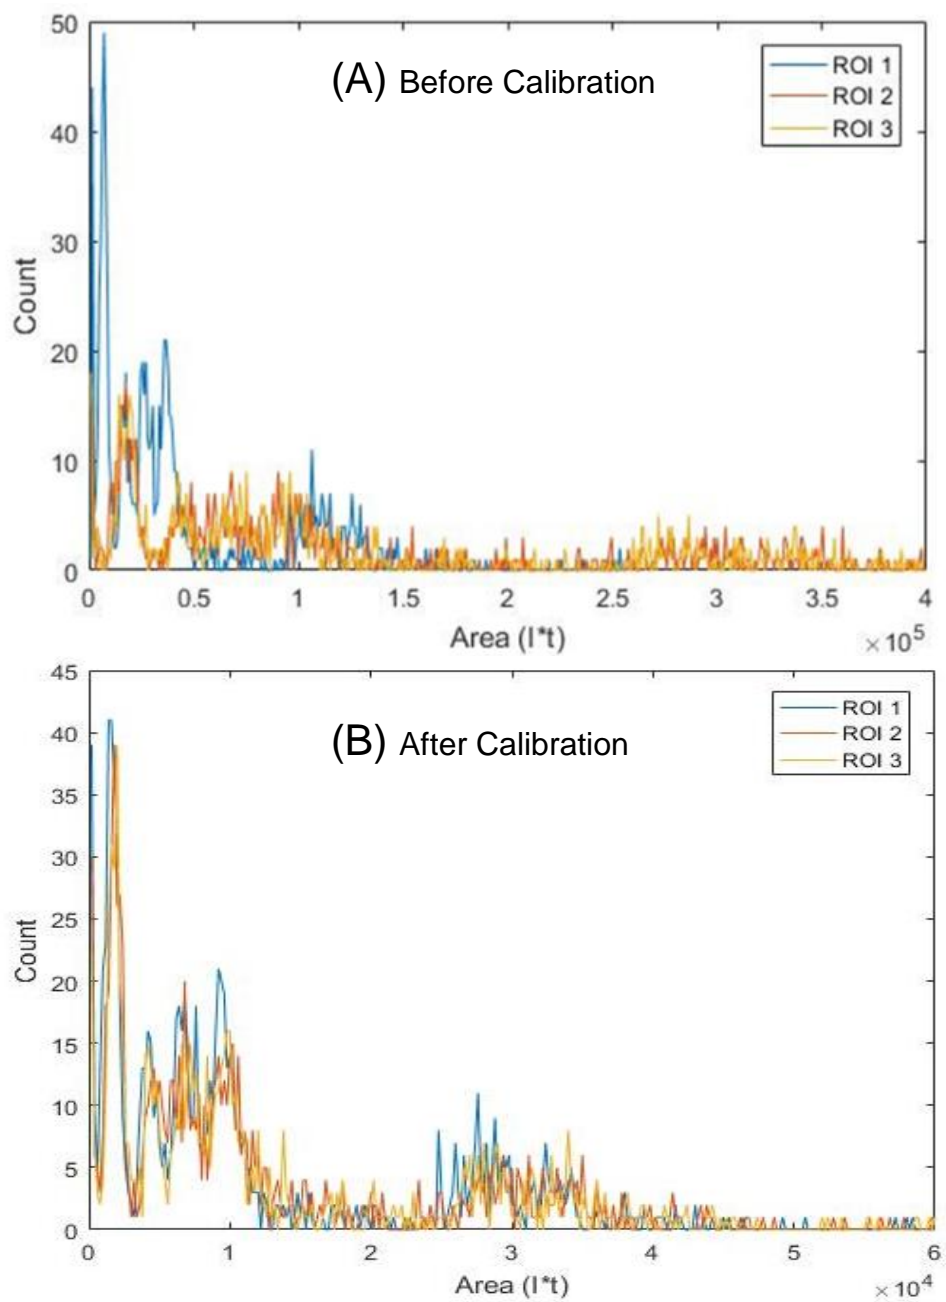 50
(A) Before Calibration
ROI 1
ROI 2
ROI 3
40
30
Count
20
10
0
0 0.5 1 1.5 2 2.5 3 3.5 4
Area (I*t)
×10^5
45
(B) After Calibration
ROI 1
ROI 2
ROI 3
40
35
30
25
Count
20
15
10
5
0
0 1 2 3 4 5 6
Area (I*t)
×10^4